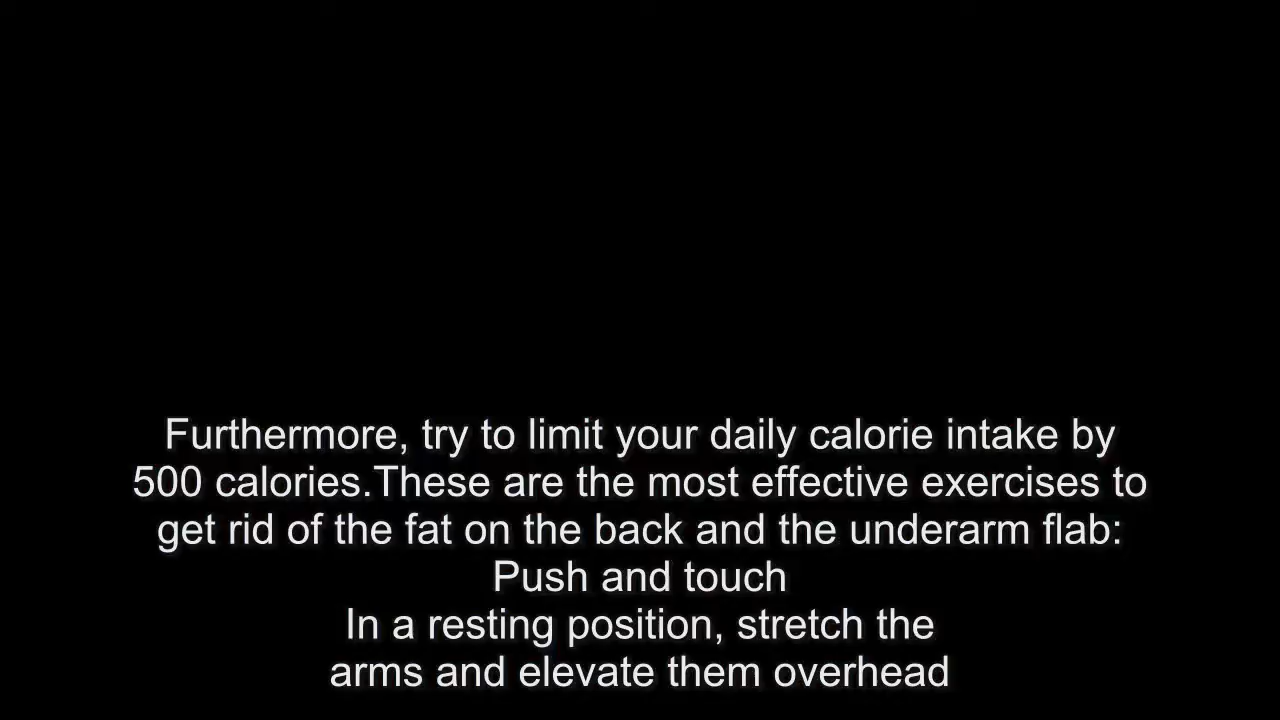 Furthermore, try to limit your daily calorie intake by
500 calories.These are the most effective exercises to
get rid of the fat on the back and the underarm flab:
Push and touch
In a resting position, stretch the
arms and elevate them overhead